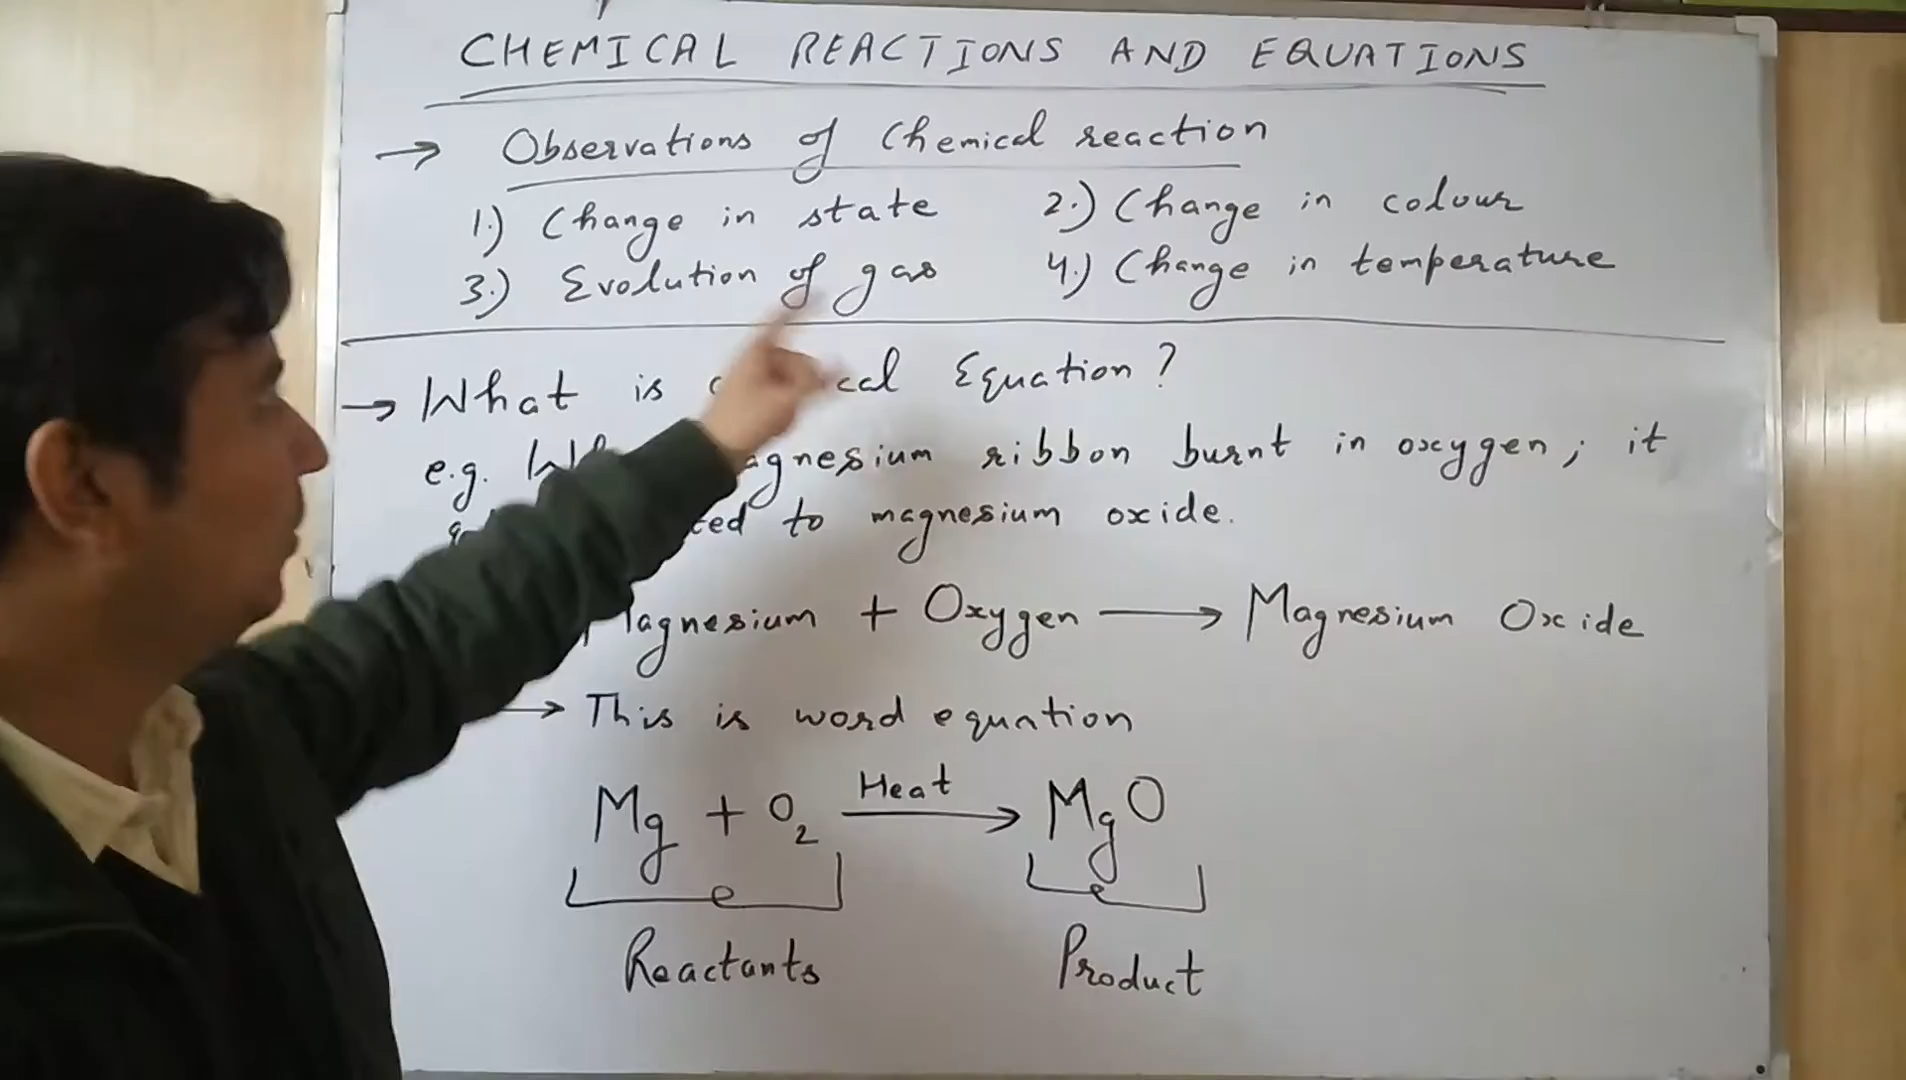 CHEMICAL REACTIONS AND EQUATIONS
→ Observations of Chemical reaction
1.) Change in state 2.) Change in colour
3.) Evolution of gas 4.) Change in temperature
→ What is Equation?
e.g. ribbon burnt in oxygen; it
to magnesium oxide.
Magnesium + Oxygen → Magnesium Oxide
→ This is word equation
Mg + O₂ Heat → MgO
Reactants Product